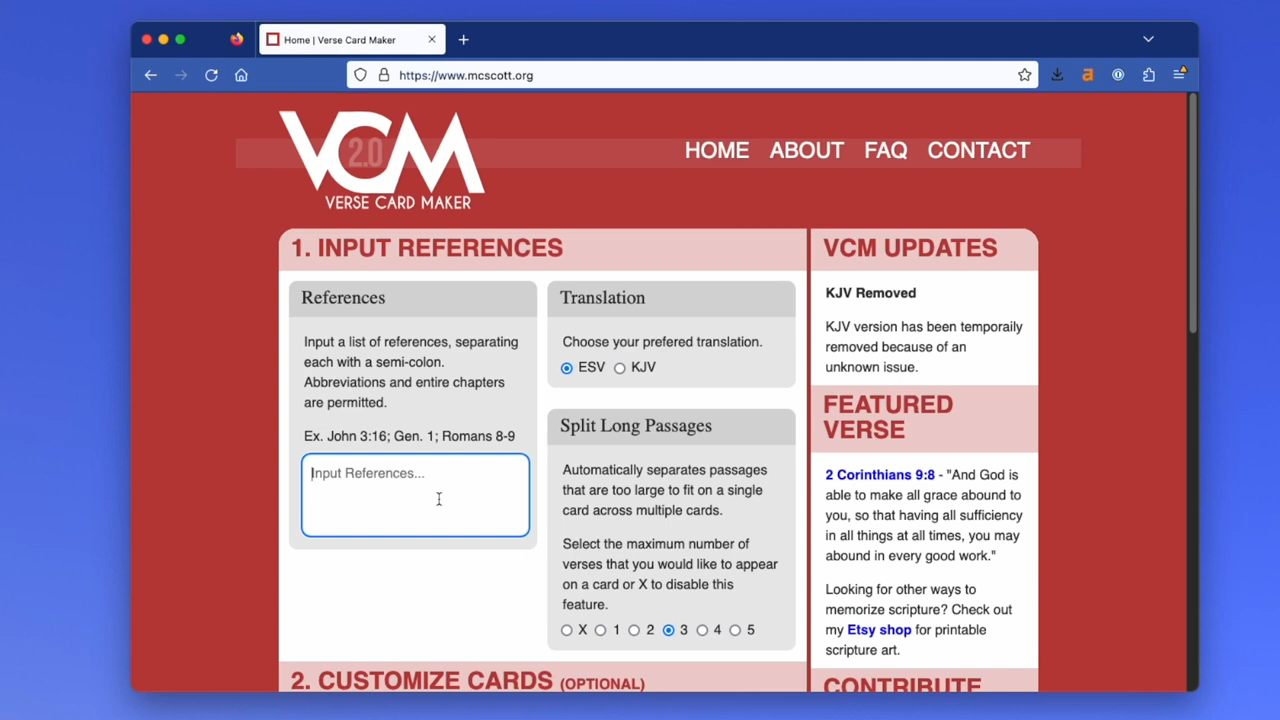 Home | Verse Card Maker
https://www.mcscott.org
VCM
2.0
VERSE CARD MAKER
HOME ABOUT FAQ CONTACT
1. INPUT REFERENCES
References
Input a list of references, separating
each with a semi-colon.
Abbreviations and entire chapters
are permitted.
Ex. John 3:16; Gen. 1; Romans 8-9
Input References...
Translation
Choose your prefered translation.
ESV KJV
Split Long Passages
Automatically separates passages
that are too large to fit on a single
card across multiple cards.
Select the maximum number of
verses that you would like to appear
on a card or X to disable this
feature.
X 1 2 3 4 5
2. CUSTOMIZE CARDS (OPTIONAL)
VCM UPDATES
KJV Removed
KJV version has been temporaily
removed because of an
unknown issue.
FEATURED
VERSE
2 Corinthians 9:8 - "And God is
able to make all grace abound to
you, so that having all sufficiency
in all things at all times, you may
abound in every good work."
Looking for other ways to
memorize scripture? Check out
my Etsy shop for printable
scripture art.
CONTRIBUTE